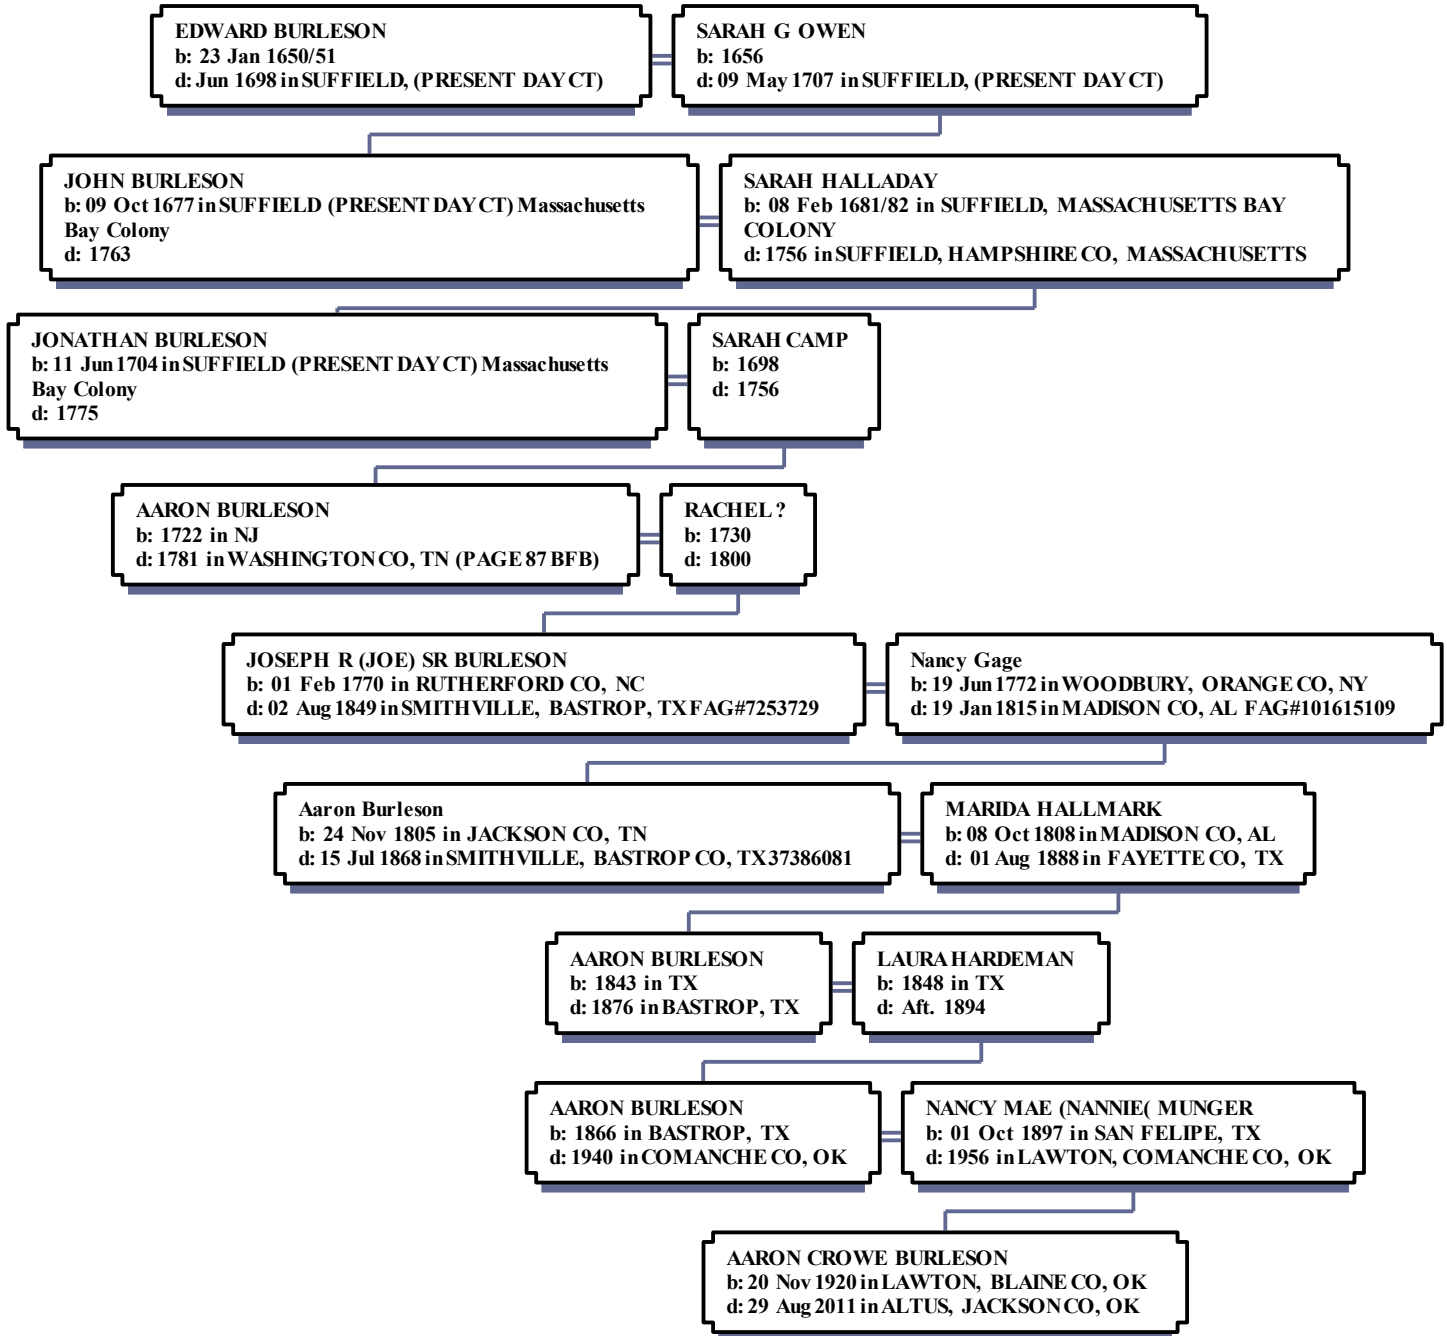 EDWARD BURLESON
b: 23 Jan 1650/51
d: Jun 1698 in SUFFIELD, (PRESENT DAY CT)
SARAH G OWEN
b: 1656
d: 09 May 1707 in SUFFIELD, (PRESENT DAY CT)
JOHN BURLESON
b: 09 Oct 1677 in SUFFIELD (PRESENT DAY CT) Massachusetts
Bay Colony
d: 1763
SARAH HALLADAY
b: 08 Feb 1681/82 in SUFFIELD, MASSACHUSETTS BAY
COLONY
d: 1756 in SUFFIELD, HAMPSHIRE CO, MASSACHUSETTS
JONATHAN BURLESON
b: 11 Jun 1704 in SUFFIELD (PRESENT DAY CT) Massachusetts
Bay Colony
d: 1775
SARAH CAMP
b: 1698
d: 1756
AARON BURLESON
b: 1722 in NJ
d: 1781 in WASHINGTON CO, TN (PAGE 87 BFB)
RACHEL ?
b: 1730
d: 1800
JOSEPH R (JOE) SR BURLESON
b: 01 Feb 1770 in RUTHERFORD CO, NC
d: 02 Aug 1849 in SMITHVILLE, BASTROP, TX FAG#7253729
Nancy Gage
b: 19 Jun 1772 in WOODBURY, ORANGE CO, NY
d: 19 Jan 1815 in MADISON CO, AL FAG#101615109
Aaron Burleson
b: 24 Nov 1805 in JACKSON CO, TN
d: 15 Jul 1868 in SMITHVILLE, BASTROP CO, TX 37386081
MARIDA HALLMARK
b: 08 Oct 1808 in MADISON CO, AL
d: 01 Aug 1888 in FAYETTE CO, TX
AARON BURLESON
b: 1843 in TX
d: 1876 in BASTROP, TX
LAURA HARDEMAN
b: 1848 in TX
d: Aft. 1894
AARON BURLESON
b: 1866 in BASTROP, TX
d: 1940 in COMANCHE CO, OK
NANCY MAE (NANNIE( MUNGER
b: 01 Oct 1897 in SAN FELIPE, TX
d: 1956 in LAWTON, COMANCHE CO, OK
AARON CROWE BURLESON
b: 20 Nov 1920 in LAWTON, BLAINE CO, OK
d: 29 Aug 2011 in ALTUS, JACKSON CO, OK